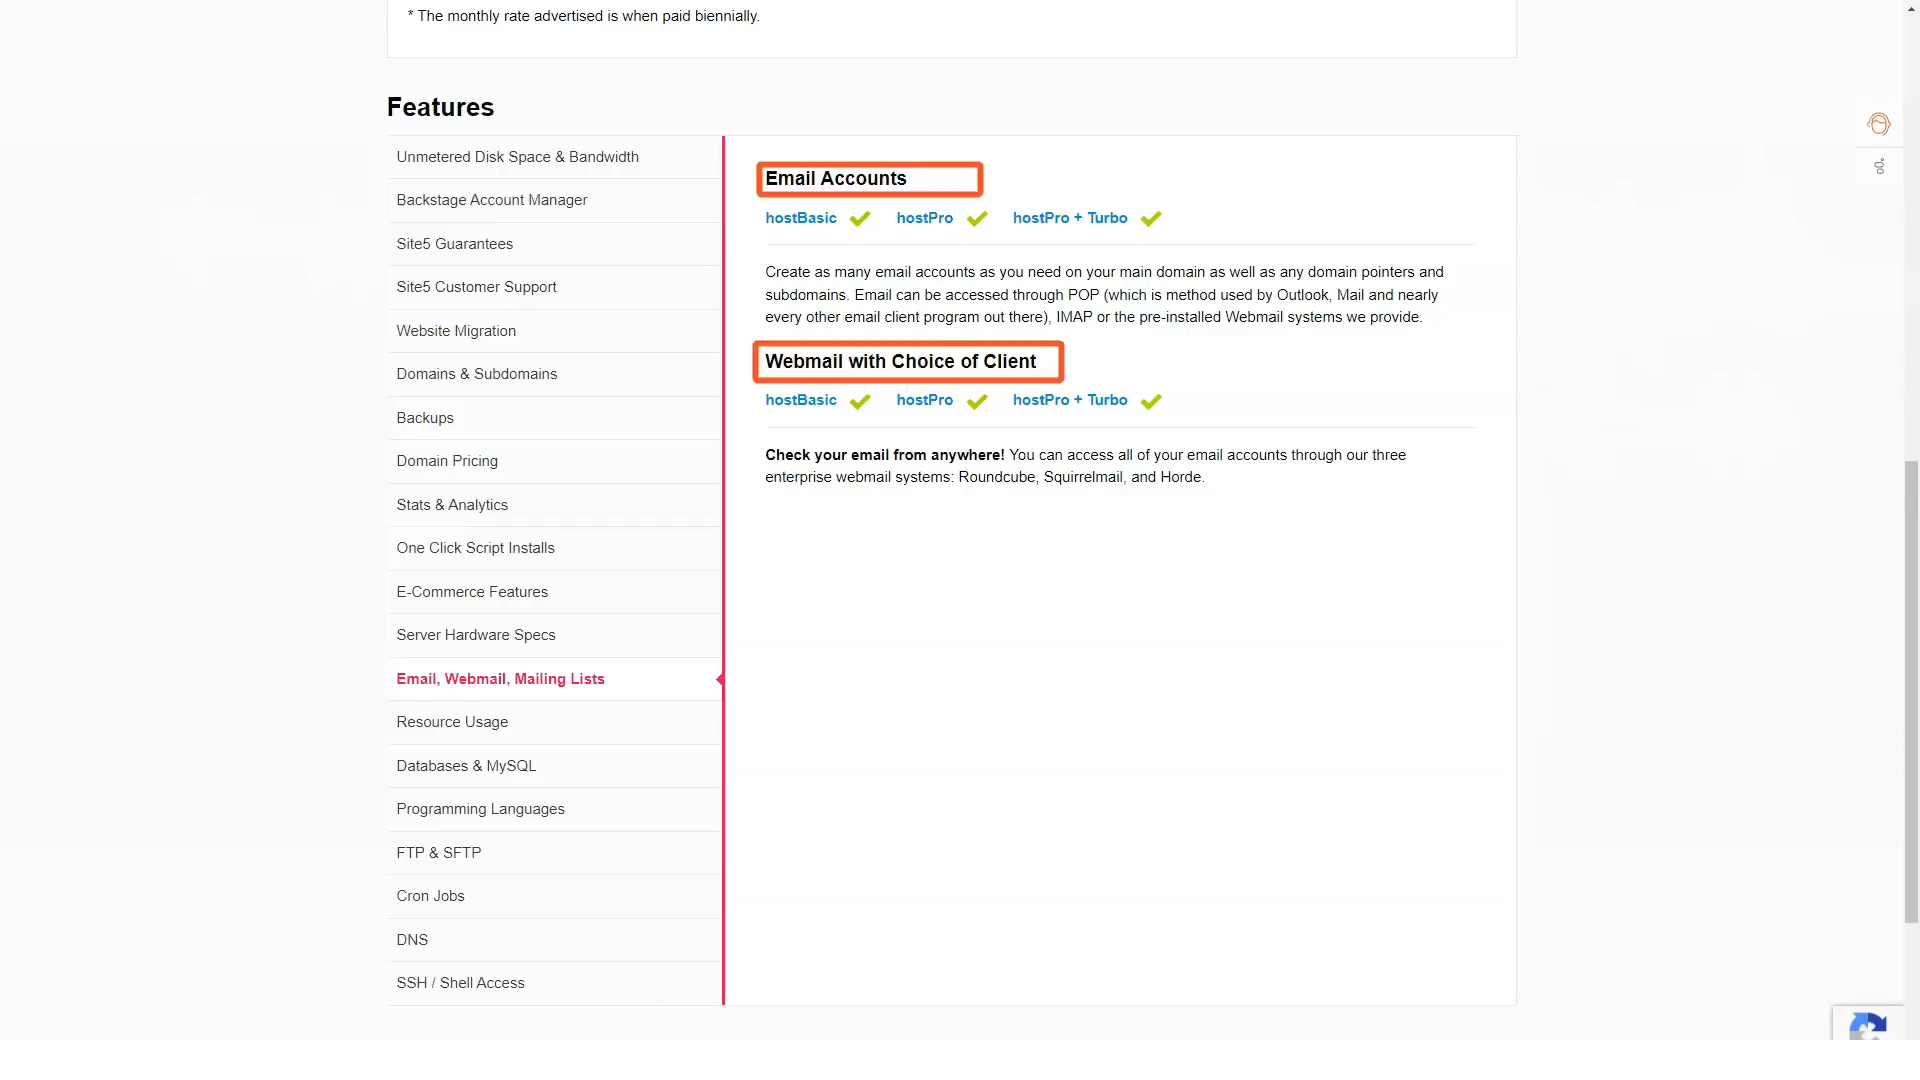 * The monthly rate advertised is when paid biennially.
Features
Unmetered Disk Space & Bandwidth
Backstage Account Manager
Site5 Guarantees
Site5 Customer Support
Website Migration
Domains & Subdomains
Backups
Domain Pricing
Stats & Analytics
One Click Script Installs
E-Commerce Features
Server Hardware Specs
Email, Webmail, Mailing Lists
Resource Usage
Databases & MySQL
Programming Languages
FTP & SFTP
Cron Jobs
DNS
SSH / Shell Access
Email Accounts
hostBasic hostPro hostPro + Turbo
Create as many email accounts as you need on your main domain as well as any domain pointers and
subdomains. Email can be accessed through POP (which is method used by Outlook, Mail and nearly
every other email client program out there), IMAP or the pre-installed Webmail systems we provide.
Webmail with Choice of Client
hostBasic hostPro hostPro + Turbo
Check your email from anywhere! You can access all of your email accounts through our three
enterprise webmail systems: Roundcube, Squirrelmail, and Horde.